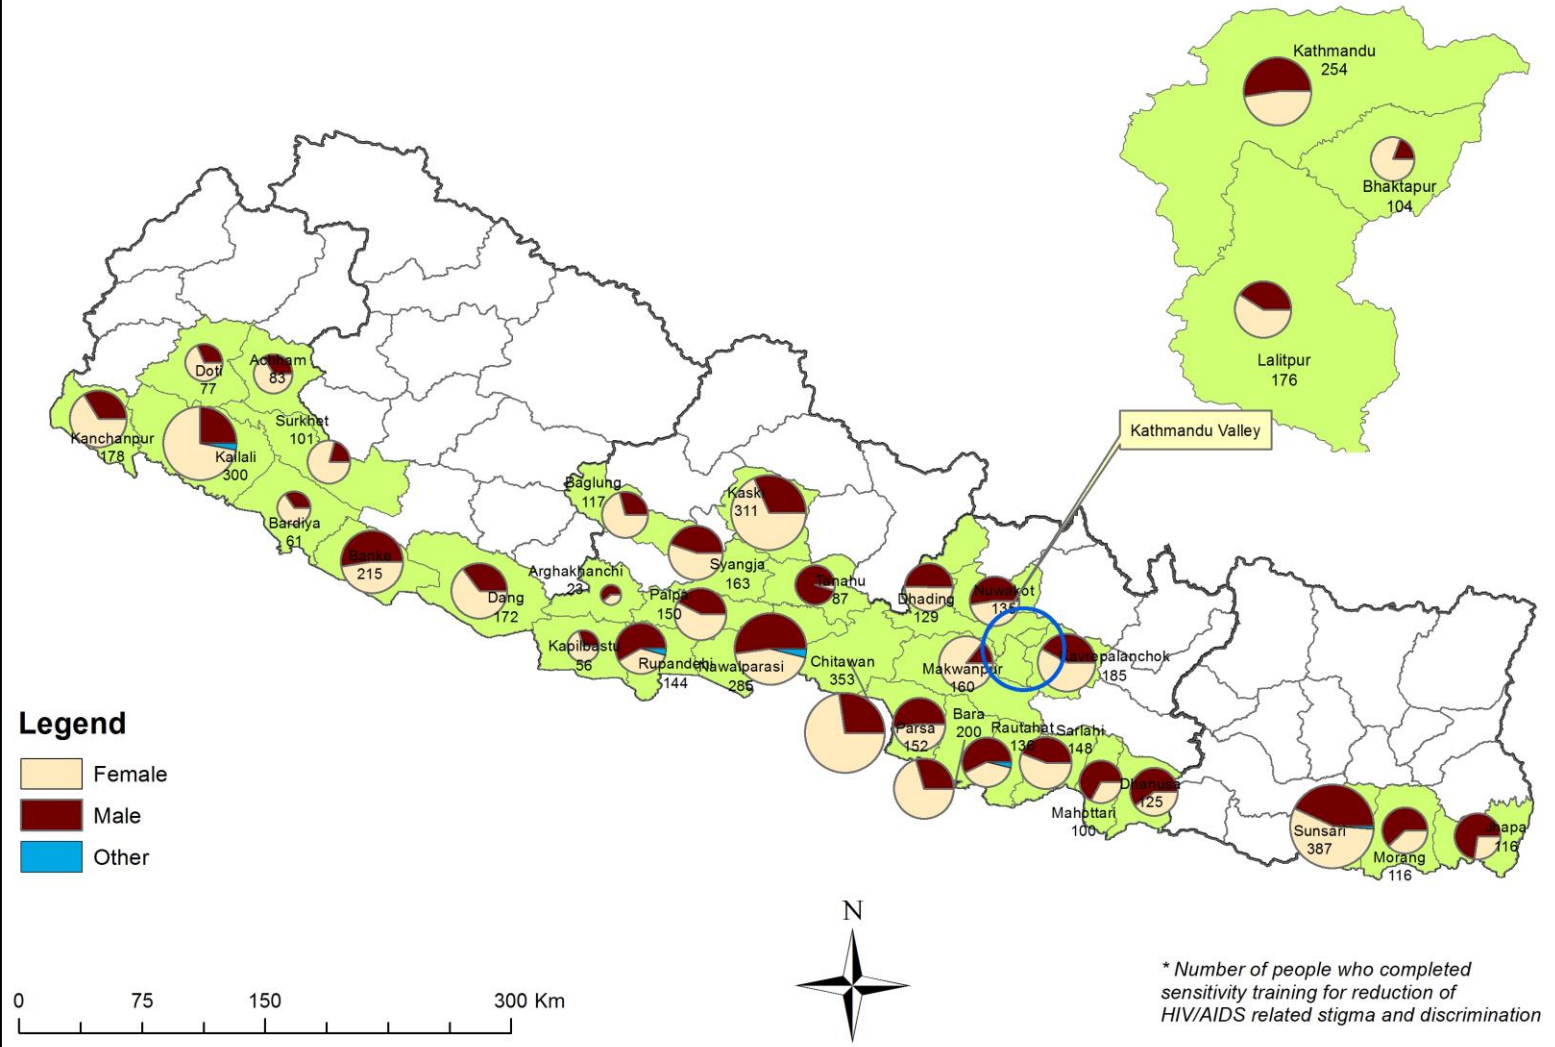 Kathmandu
254
Bhaktapur
104
Lalitpur
176
Kathmandu Valley
Doti
77
Achham
83
Kanchanpur
178
Kailali
300
Surkhet
101
Bardiya
61
Banke
215
Dang
172
Baglung
117
Kaski
311
Syangja
163
Arghakhanchi
23
Palpa
150
Tanahu
87
Dhading
129
Nuwakot
135
Kapilbastu
56
Rupandehi
144
Nawalparasi
285
Chitawan
353
Makwanpur
160
Kavrepalanchok
185
Parsa
152
Bara
200
Rautahat
136
Sarlahi
148
Mahottari
100
Dhanusa
125
Sunsari
387
Morang
116
Jhapa
116
Legend
Female
Male
Other
N
0 75 150 300 Km
* Number of people who completed
sensitivity training for reduction of
HIV/AIDS related stigma and discrimination